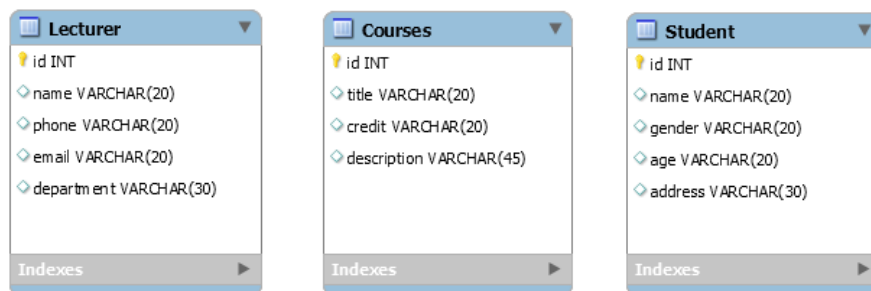 Lecturer
id INT
name VARCHAR(20)
phone VARCHAR(20)
email VARCHAR(20)
department VARCHAR(30)
Indexes
Courses
id INT
title VARCHAR(20)
credit VARCHAR(20)
description VARCHAR(45)
Indexes
Student
id INT
name VARCHAR(20)
gender VARCHAR(20)
age VARCHAR(20)
address VARCHAR(30)
Indexes